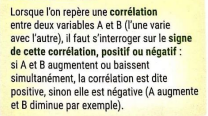 Lorsque l'on repère une corrélation
entre deux variables A et B (l'une varie
avec l'autre), il faut s'interroger sur le signe
de cette corrélation, positif ou négatif :
si A et B augmentent ou baissent
simultanément, la corrélation est dite
positive, sinon elle est négative (A augmente
et B diminue par exemple).